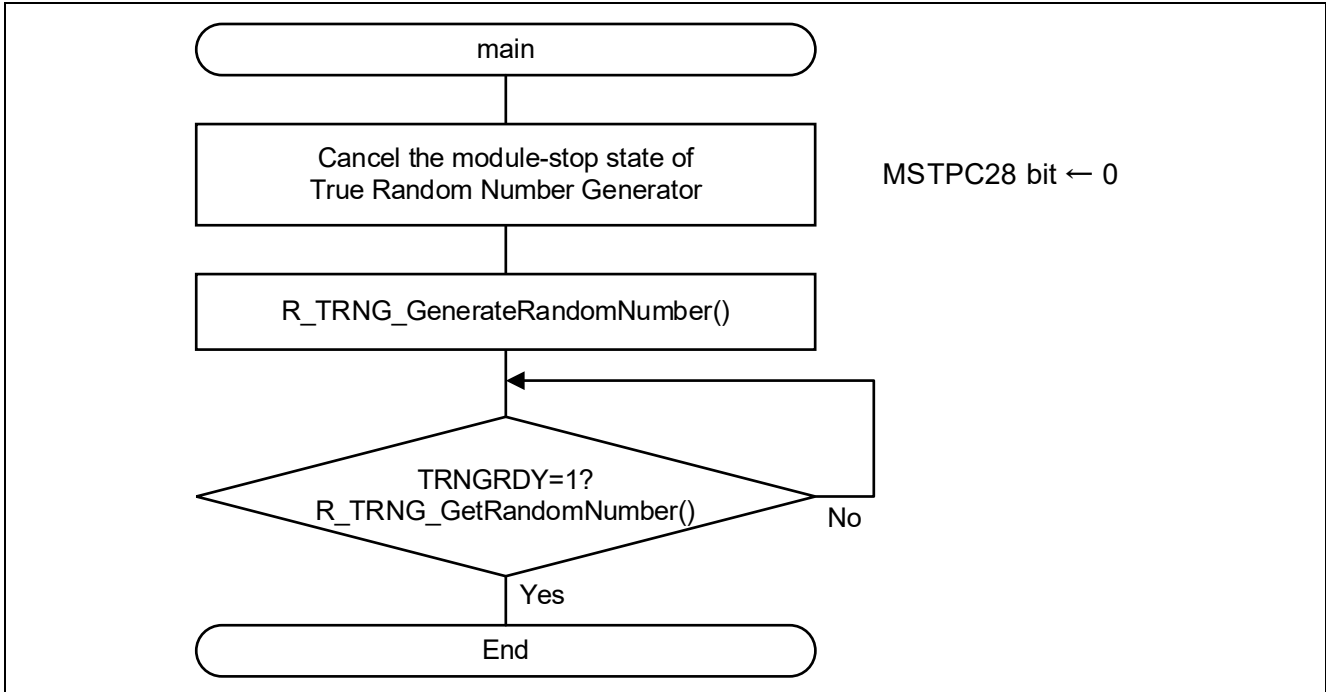 main
Cancel the module-stop state of
True Random Number Generator
MSTPC28 bit ← 0
R_TRNG_GenerateRandomNumber()
TRNGRDY=1?
R_TRNG_GetRandomNumber()
No
Yes
End